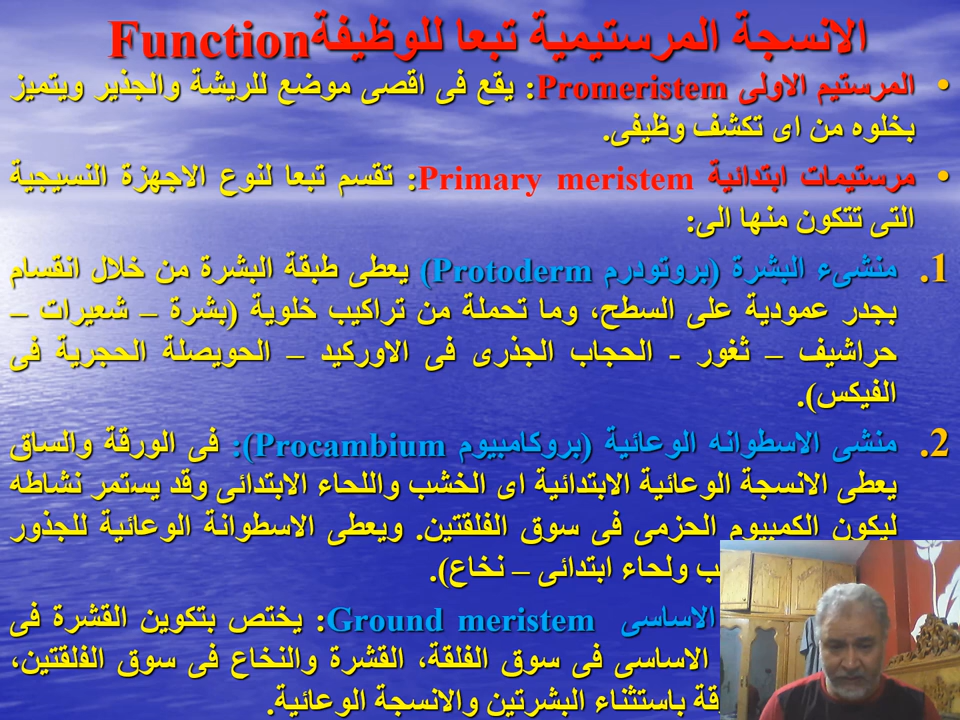 الانسجة المرستيمية تبعا للوظيفة Function
• المرستيم الاولى Promeristem: يقع فى اقصى موضع للريشة والجذير ويتميز
بخلوه من اى تكشف وظيفى.
• مرستيمات ابتدائية Primary meristem: تقسم تبعا لنوع الاجهزة النسيجية
التى تتكون منها الى:
1. منشىء البشرة (بروتودرم Protoderm) يعطى طبقة البشرة من خلال انقسام
بجدر عمودية على السطح، وما تحملة من تراكيب خلوية (بشرة – شعيرات –
حراشيف – ثغور - الحجاب الجذرى فى الاوركيد – الحويصلة الحجرية فى
الفيكس).
2. منشى الاسطوانه الوعائية (بروكامبيوم Procambium): فى الورقة والساق
يعطى الانسجة الوعائية الابتدائية اى الخشب واللحاء الابتدائى وقد يستمر نشاطه
ليكون الكمبيوم الحزمى فى سوق الفلقتين. ويعطى الاسطوانة الوعائية للجذور
ولحاء ابتدائى – نخاع).
الاساسى Ground meristem: يختص بتكوين القشرة فى
الاساسى فى سوق الفلقة، القشرة والنخاع فى سوق الفلقتين،
باستثناء البشرتين والانسجة الوعائية.